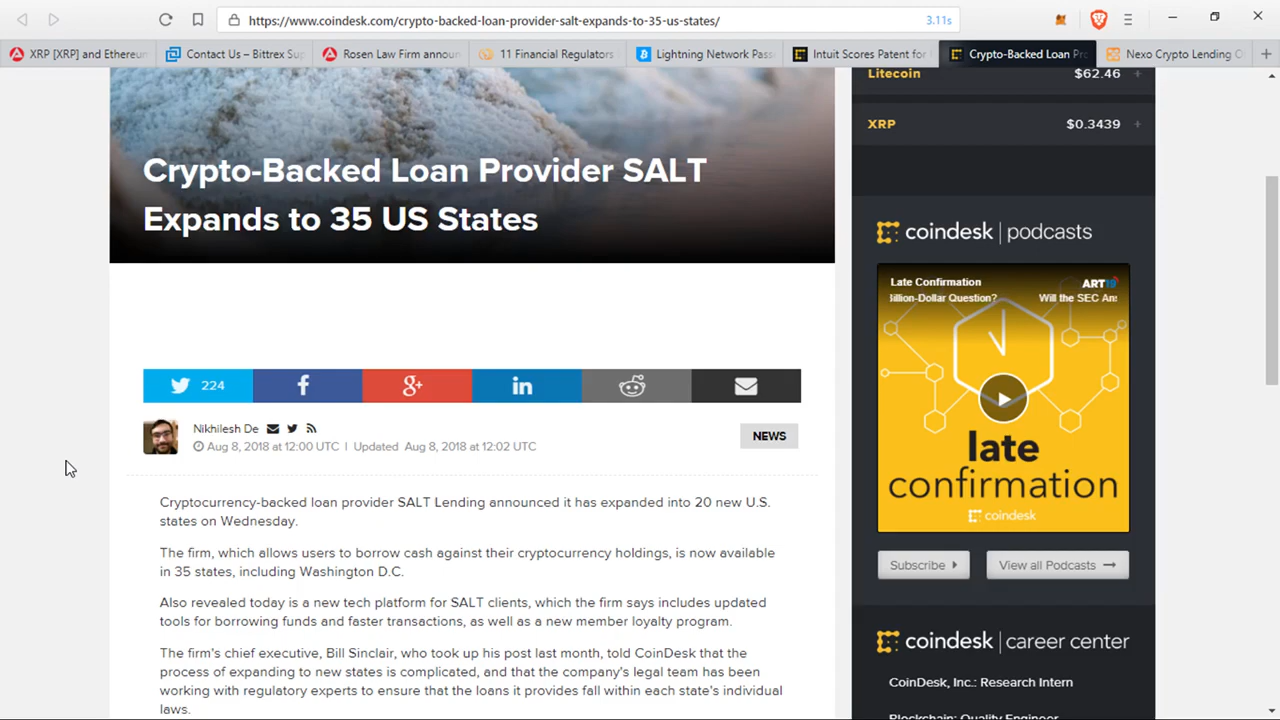 https://www.coindesk.com/crypto-backed-loan-provider-salt-expands-to-35-us-states/
3.11s
XRP [XRP] and Ethereu
Contact Us – Bittrex Sup
Rosen Law Firm announ
11 Financial Regulators
Lightning Network Pass
Intuit Scores Patent for
Crypto-Backed Loan Pro
Nexo Crypto Lending O
Litecoin
$62.46
XRP
$0.3439
Crypto-Backed Loan Provider SALT
Expands to 35 US States
coindesk | podcasts
Late Confirmation
ART19
Billion-Dollar Question?
Will the SEC Ans
late
confirmation
coindesk
224
Nikhilesh De
Aug 8, 2018 at 12:00 UTC | Updated Aug 8, 2018 at 12:02 UTC
NEWS
Cryptocurrency-backed loan provider SALT Lending announced it has expanded into 20 new U.S.
states on Wednesday.
The firm, which allows users to borrow cash against their cryptocurrency holdings, is now available
in 35 states, including Washington D.C.
Also revealed today is a new tech platform for SALT clients, which the firm says includes updated
tools for borrowing funds and faster transactions, as well as a new member loyalty program.
The firm's chief executive, Bill Sinclair, who took up his post last month, told CoinDesk that the
process of expanding to new states is complicated, and that the company's legal team has been
working with regulatory experts to ensure that the loans it provides fall within each state's individual
laws.
Subscribe
View all Podcasts
coindesk | career center
CoinDesk, Inc.: Research Intern
Blockchain: Quality Engineer